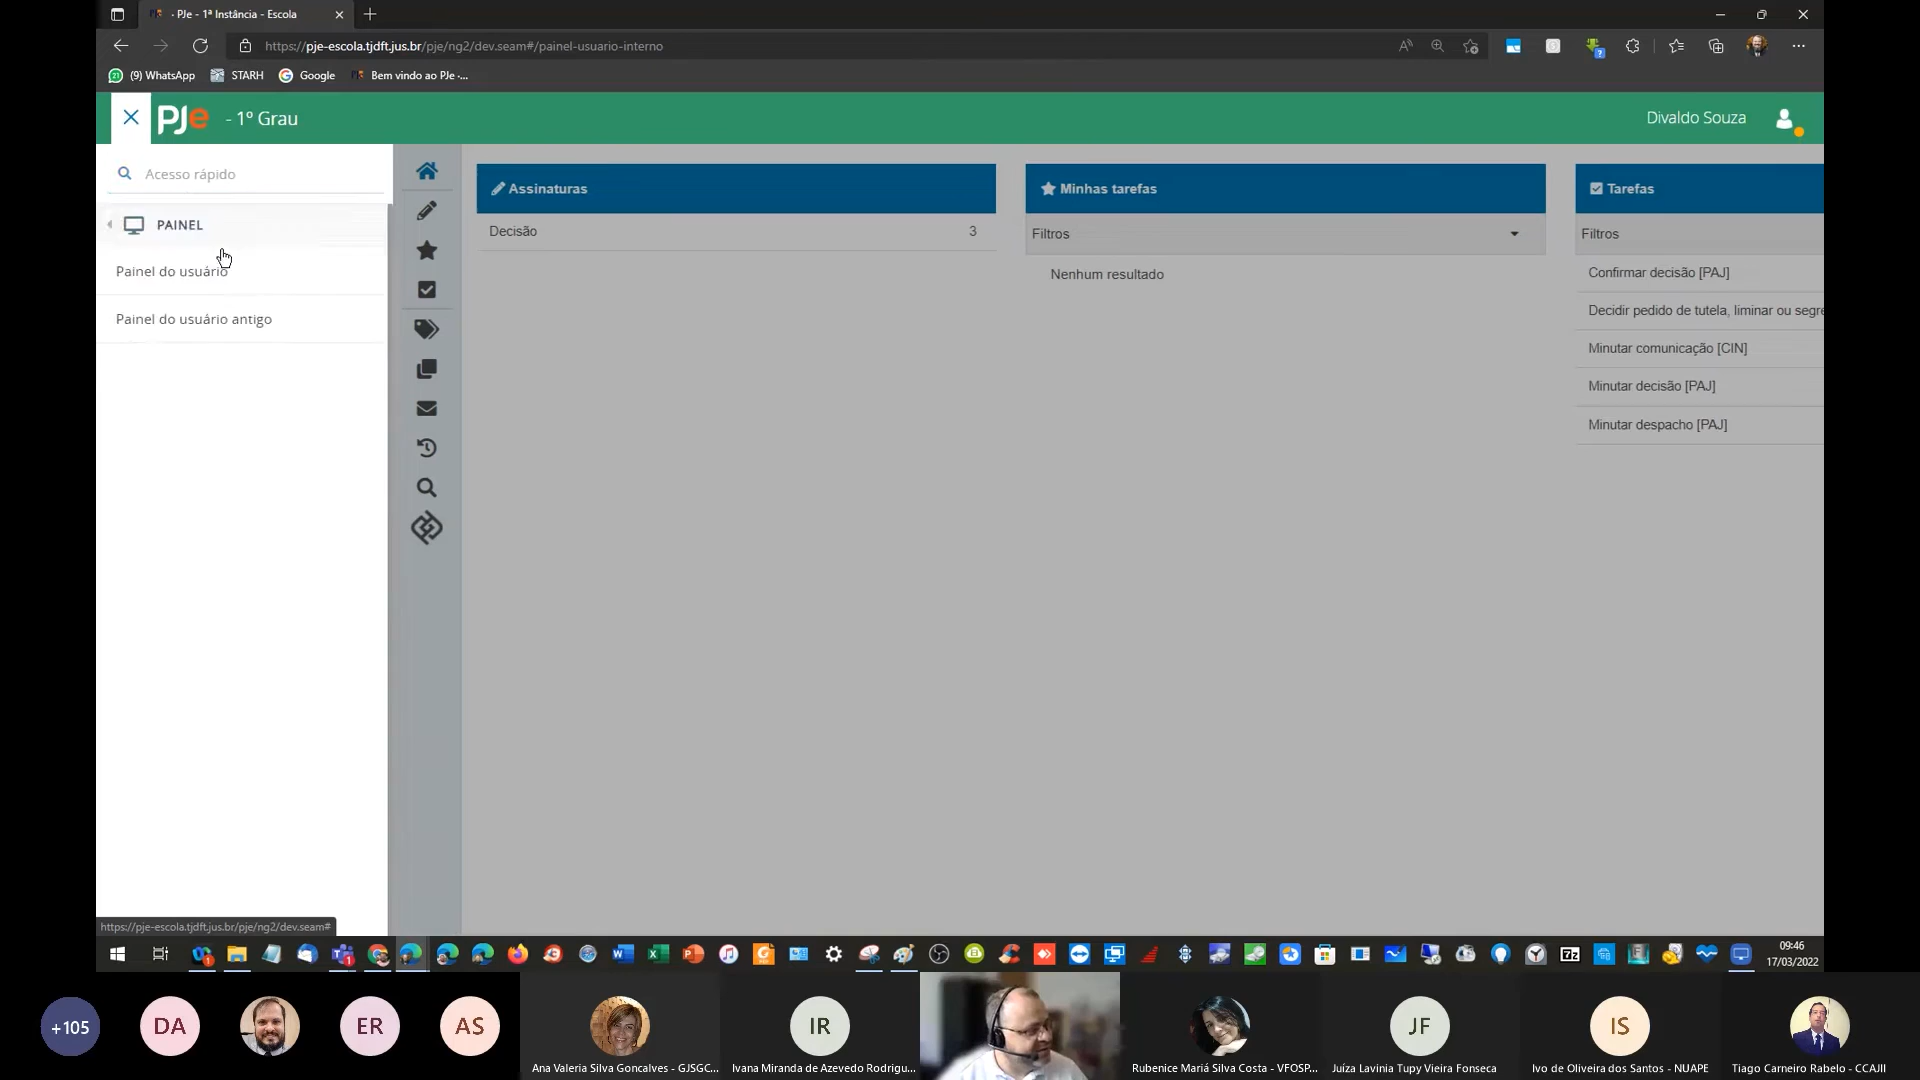 · PJe - 1ª Instância - Escola
https://pje-escola.tjdft.jus.br/pje/ng2/dev.seam#/painel-usuario-interno
(9) WhatsApp
STARH
Google
Bem vindo ao PJe ·...
PJe - 1º Grau
Divaldo Souza
Acesso rápido
PAINEL
Painel do usuário
Painel do usuário antigo
Assinaturas
Decisão 3
Minhas tarefas
Filtros
Nenhum resultado
Tarefas
Filtros
Confirmar decisão [PAJ]
Decidir pedido de tutela, liminar ou segre
Minutar comunicação [CIN]
Minutar decisão [PAJ]
Minutar despacho [PAJ]
https://pje-escola.tjdft.jus.br/pje/ng2/dev.seam#
09:46
17/03/2022
+105
DA
ER
AS
IR
JF
IS
Ana Valeria Silva Goncalves - GJSGC...
Ivana Miranda de Azevedo Rodrigu...
Rubenice Mariá Silva Costa - VFOSP...
Juíza Lavinia Tupy Vieira Fonseca
Ivo de Oliveira dos Santos - NUAPE
Tiago Carneiro Rabelo - CCAJII